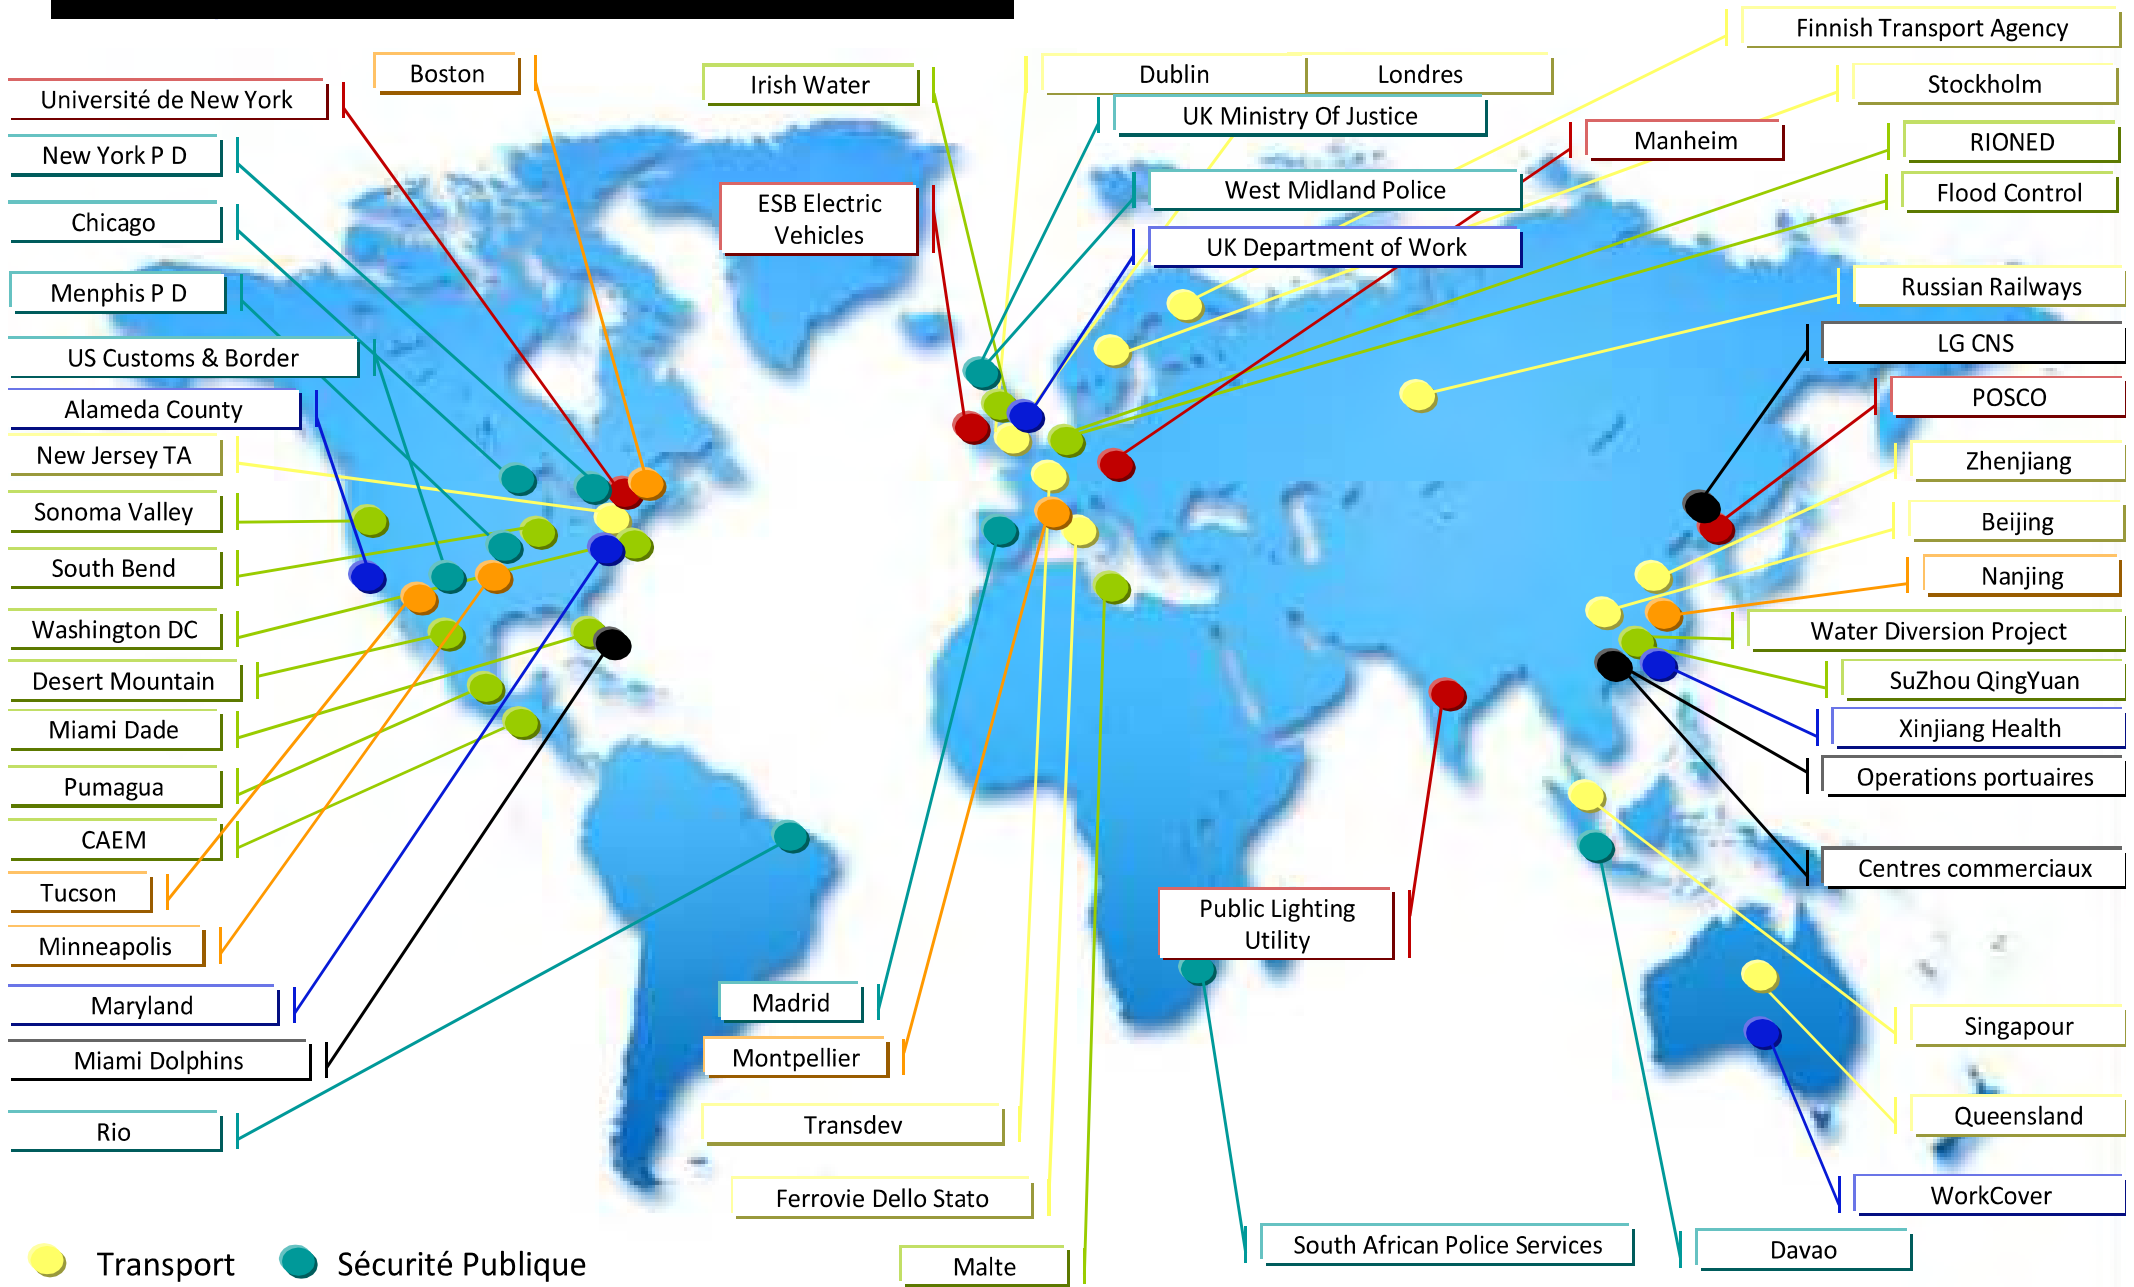 Finnish Transport Agency
Boston
Irish Water
Dublin
Londres
Stockholm
Université de New York
UK Ministry Of Justice
Manheim
RIONED
New York P D
West Midland Police
Flood Control
Chicago
ESB Electric
Vehicles
UK Department of Work
Menphis P D
Russian Railways
US Customs & Border
LG CNS
Alameda County
POSCO
New Jersey TA
Zhenjiang
Sonoma Valley
Beijing
South Bend
Nanjing
Washington DC
Water Diversion Project
Desert Mountain
SuZhou QingYuan
Miami Dade
Xinjiang Health
Pumagua
Operations portuaires
CAEM
Centres commerciaux
Tucson
Public Lighting
Utility
Minneapolis
Maryland
Madrid
Singapour
Miami Dolphins
Montpellier
Rio
Transdev
Queensland
Ferrovie Dello Stato
WorkCover
South African Police Services
Davao
Malte
Transport
Sécurité Publique